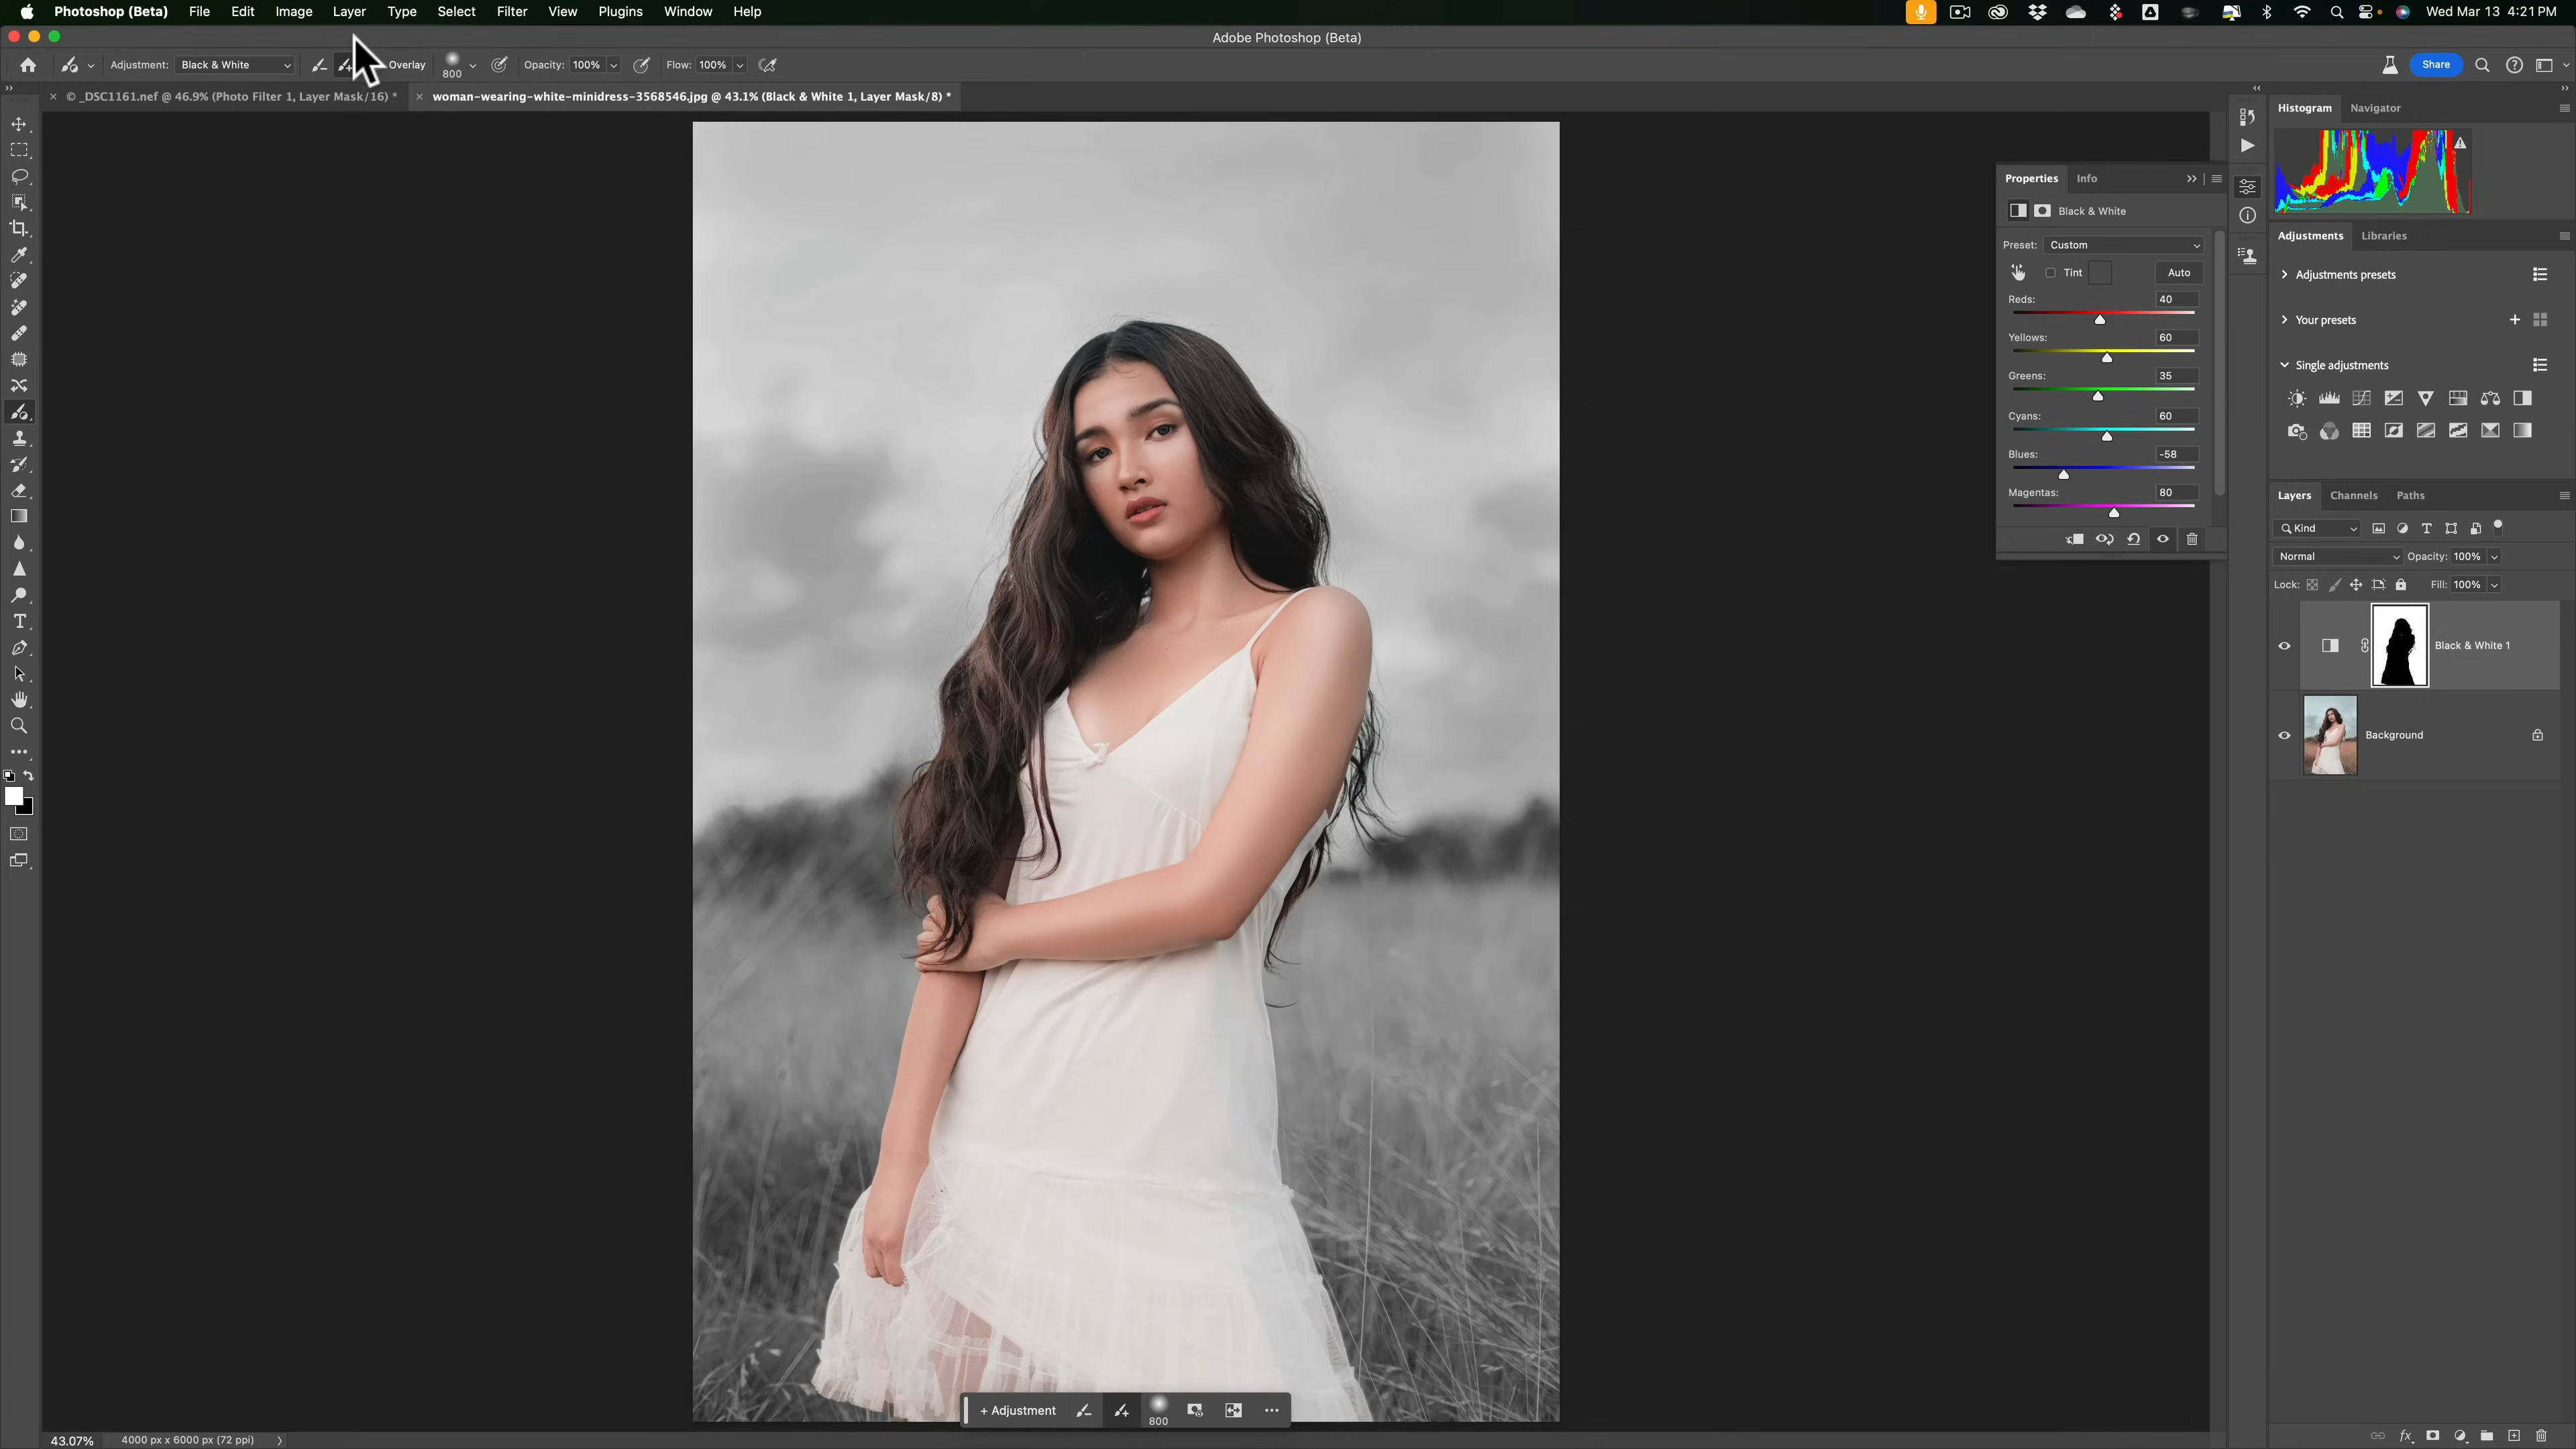 Photoshop (Beta) File Edit Image Layer Type Select Filter View Plugins Window Help Wed Mar 13 4:21 PM
Adobe Photoshop (Beta)
Adjustment: Black & White Overlay 800 Opacity: 100% Flow: 100% Share
© _DSC1161.nef @ 46.9% (Photo Filter 1, Layer Mask/16) * woman-wearing-white-minidress-3568546.jpg @ 43.1% (Black & White 1, Layer Mask/8) *
Histogram Navigator
Properties Info
Black & White
Preset: Custom
Tint Auto
Reds: 40
Yellows: 60
Greens: 35
Cyans: 60
Blues: -58
Magentas: 80
Adjustments Libraries
Adjustments presets
Your presets
Single adjustments
Layers Channels Paths
Kind
Normal Opacity: 100%
Lock: Fill: 100%
Black & White 1
Background
+ Adjustment 800
43.07% 4000 px x 6000 px (72 ppi)